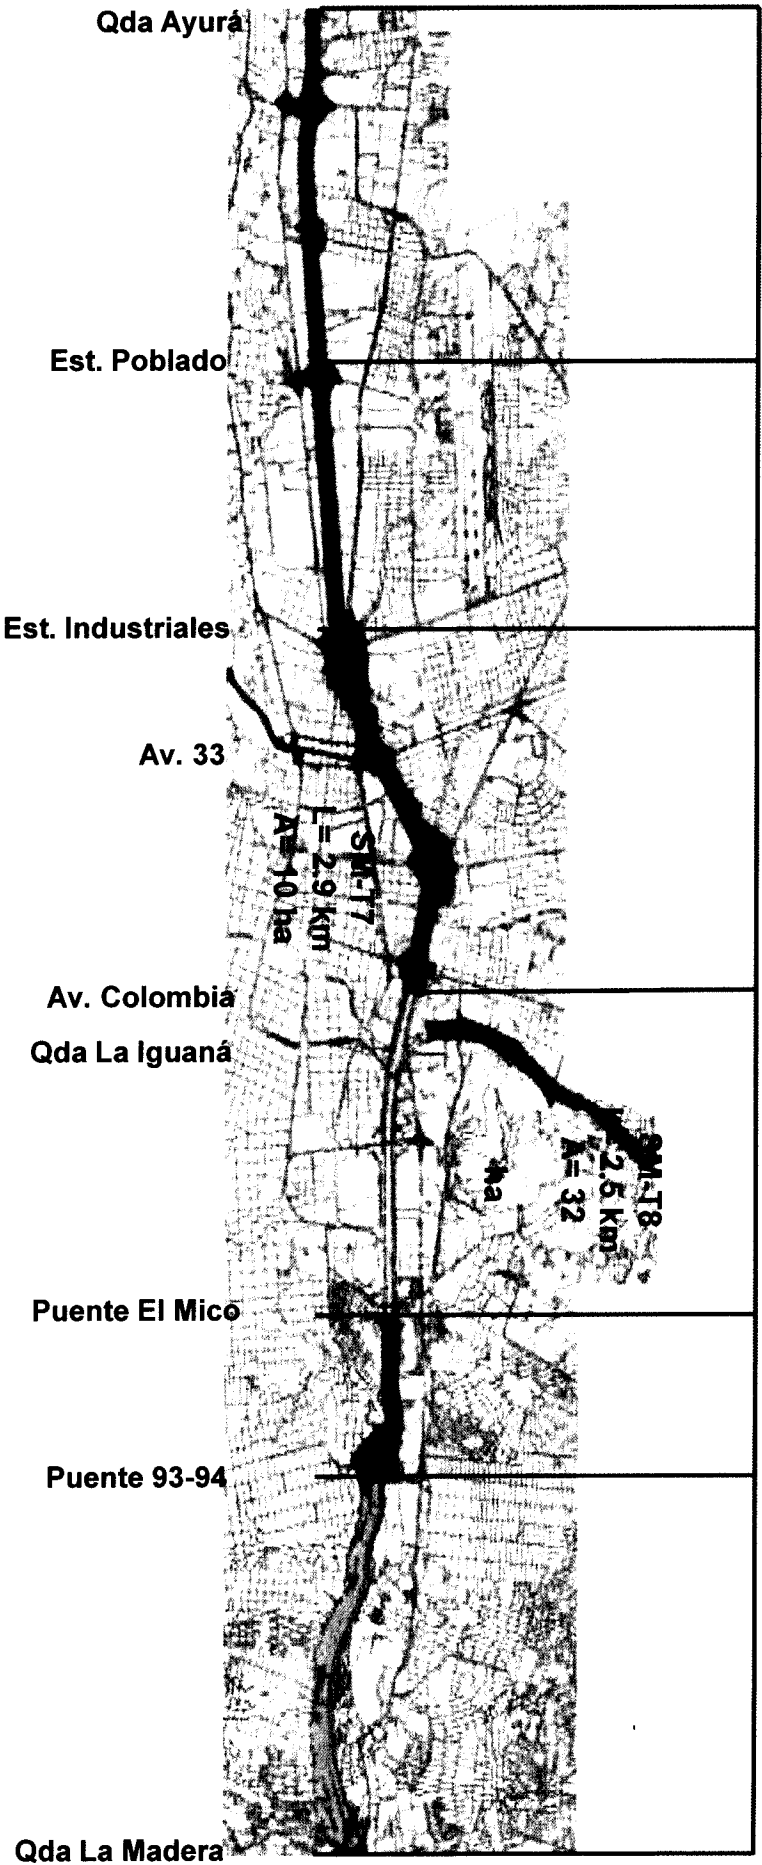 Qda Ayurá
Est. Poblado
Est. Industriales
Av. 33
SM-T7
L= 2.9 km
A= 10 ha
Av. Colombia
Qda La Iguaná
SM-T8
L= 2.5 km
A= 32
ha
Puente El Mico
Puente 93-94
Qda La Madera